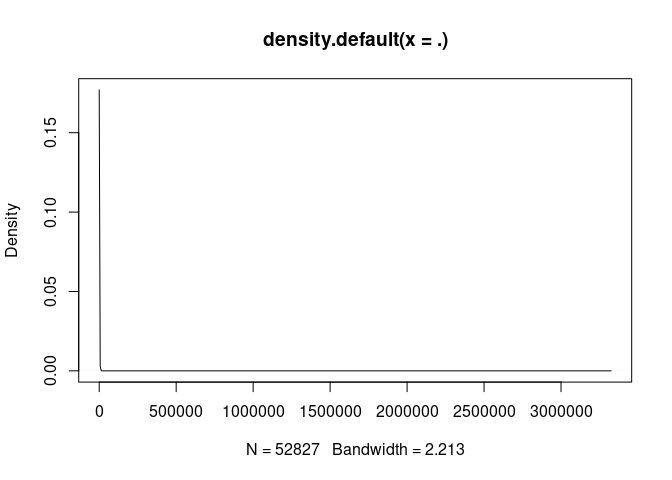 density.default(x = .)
Density
0.15
0.10
0.05
0.00
0 500000 1000000 1500000 2000000 2500000 3000000
N = 52827 Bandwidth = 2.213